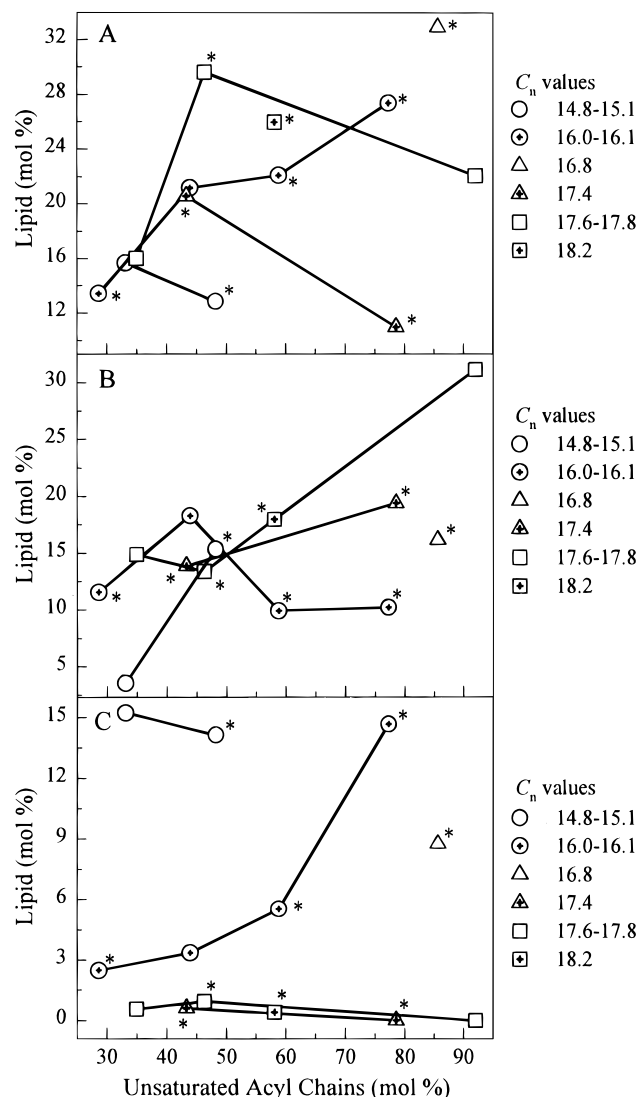 A
32
28
24
20
16
12
Lipid (mol %)
* * * * * * * * *
Cn values
14.8-15.1
16.0-16.1
16.8
17.4
17.6-17.8
18.2
B
30
25
20
15
10
5
Lipid (mol %)
* * * * * * * * *
Cn values
14.8-15.1
16.0-16.1
16.8
17.4
17.6-17.8
18.2
C
15
12
9
6
3
0
Lipid (mol %)
* * * * * * * * *
Cn values
14.8-15.1
16.0-16.1
16.8
17.4
17.6-17.8
18.2
30 40 50 60 70 80 90
Unsaturated Acyl Chains (mol %)